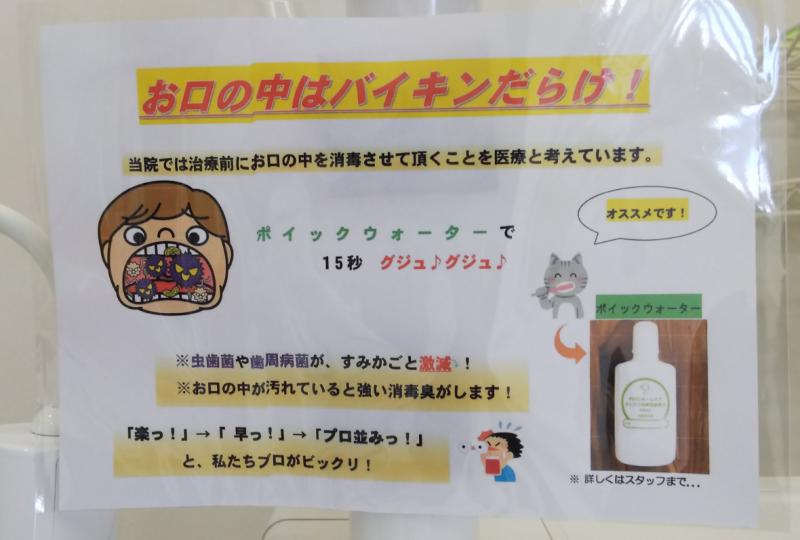 お口の中はバイキンだらけ！
当院では治療前にお口の中を消毒させて頂くことを医療と考えています。
オススメです！
ポイックウォーターで
15秒 グジュ♪グジュ♪
ポイックウォーター
※虫歯菌や歯周病菌が、すみかごと激減↓！
※お口の中が汚れていると強い消毒臭がします！
「楽っ！」→「早っ！」→「プロ並みっ！」
と、私たちプロがビックリ！
※ 詳しくはスタッフまで...